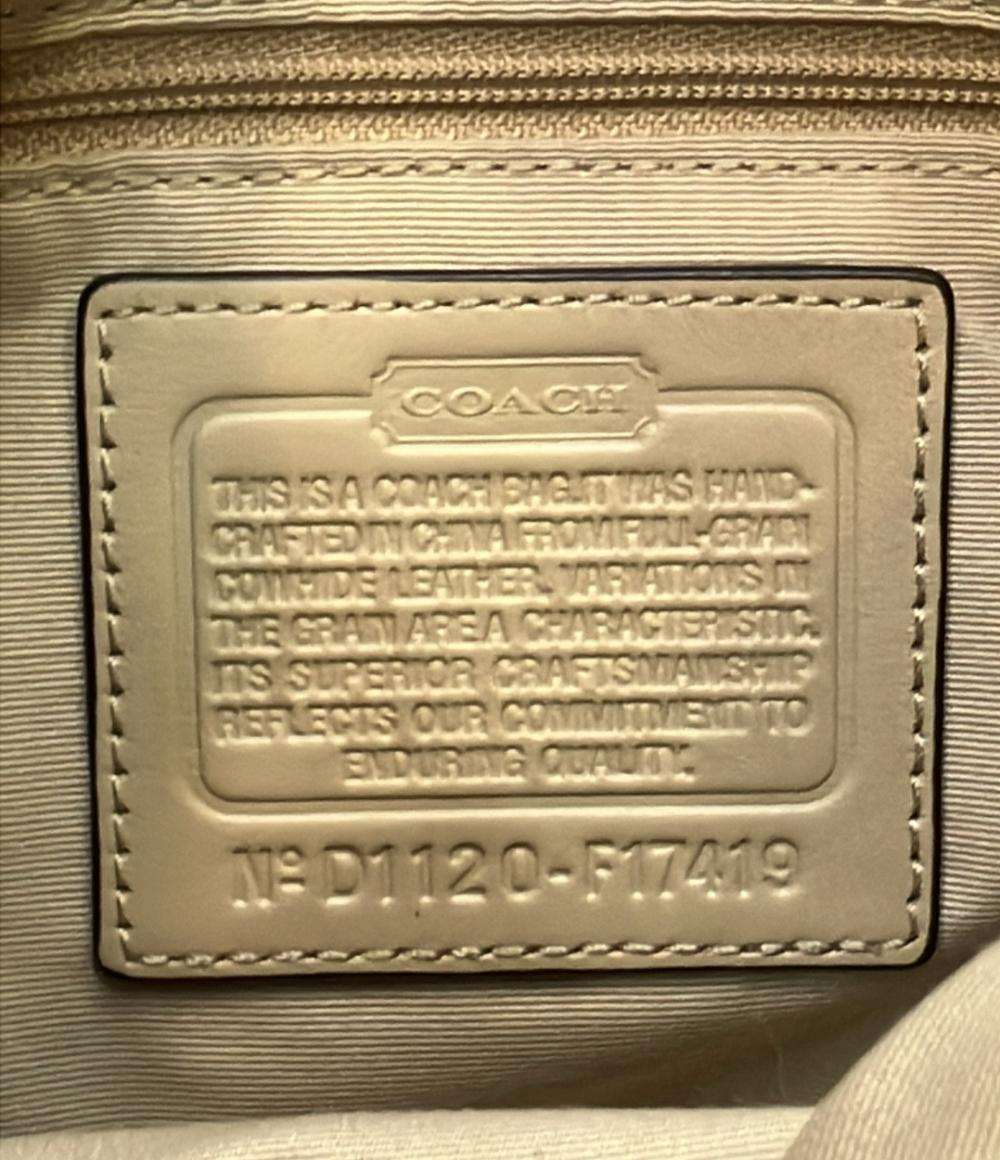 COACH
THIS IS A COACH BAG. IT WAS HAND-
CRAFTED IN CHINA FROM FULL-GRAIN
COWHIDE LEATHER. VARIATIONS IN
THE GRAIN ARE A CHARACTERISTIC.
ITS SUPERIOR CRAFTSMANSHIP
REFLECTS OUR COMMITMENT TO
ENDURING QUALITY.
Nº D1120-F17419